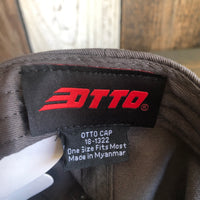 OTTO®
OTTO CAP
18-1322
One Size Fits Most
Made in Myanmar